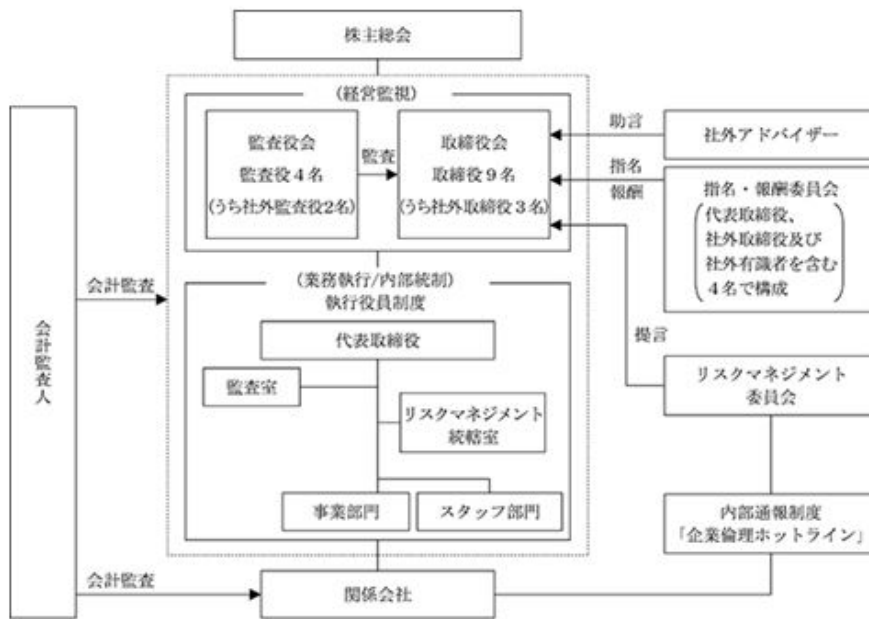 株主総会
(経営監視)
監査役会
監査役4名
(うち社外監査役2名)
監査
取締役会
取締役9名
(うち社外取締役3名)
助言
社外アドバイザー
指名
報酬
指名・報酬委員会
代表取締役、
社外取締役及び
社外有識者を含む
4名で構成
会計監査
会計監査人
(業務執行/内部統制)
執行役員制度
代表取締役
監査室
リスクマネジメント
統轄室
事業部門
スタッフ部門
提言
リスクマネジメント
委員会
内部通報制度
「企業倫理ホットライン」
会計監査
関係会社